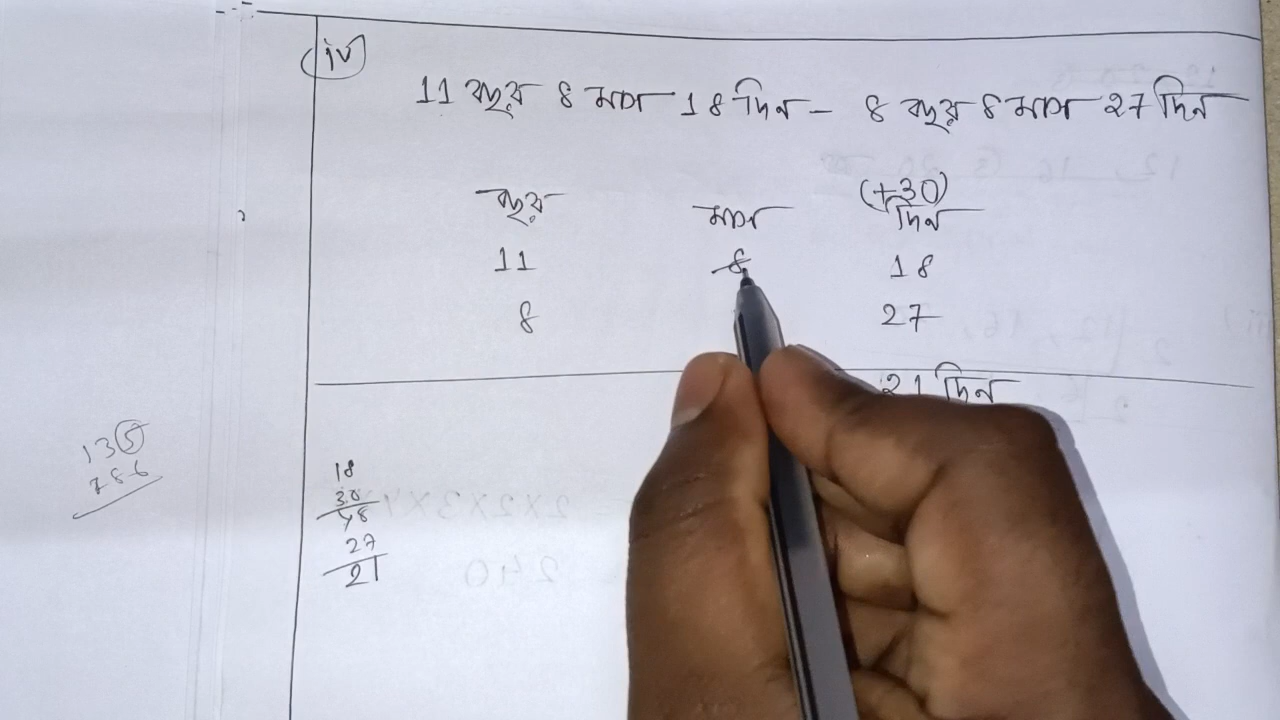 (iv)
11 বছর 8 মাস 18 দিন – 8 বছর 8 মাস 27 দিন
(+30)
বছর মাস দিন
11 8 18
8 27
21 দিন
135
786
18
30
48
27
21